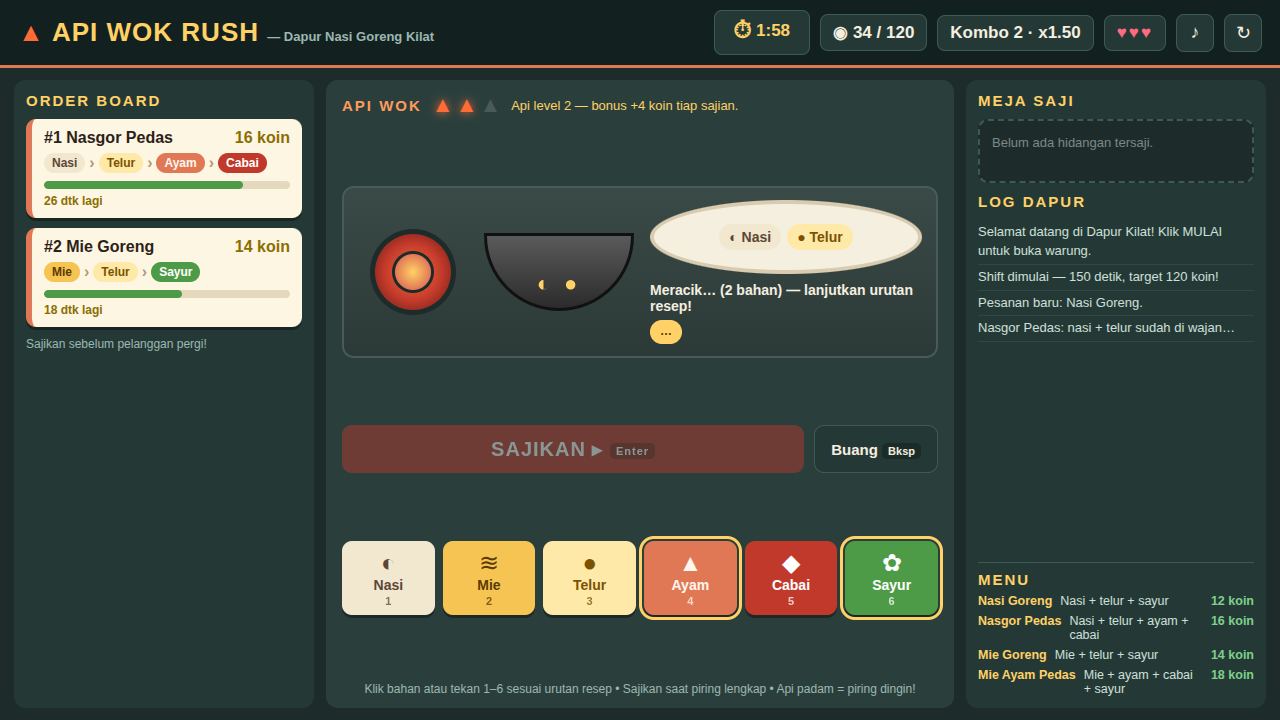 ▲ API WOK RUSH — Dapur Nasi Goreng Kilat
⏱ 1:58
◉ 34 / 120
Kombo 2 · x1.50
♥♥♥
♪
↻
ORDER BOARD
#1 Nasgor Pedas 16 koin
Nasi › Telur › Ayam › Cabai
26 dtk lagi
#2 Mie Goreng 14 koin
Mie › Telur › Sayur
18 dtk lagi
Sajikan sebelum pelanggan pergi!
API WOK ▲▲▲ Api level 2 — bonus +4 koin tiap sajian.
◖ Nasi ● Telur
Meracik… (2 bahan) — lanjutkan urutan
resep!
…
SAJIKAN ▸ Enter
Buang Bksp
◖ Nasi 1
≋ Mie 2
● Telur 3
▲ Ayam 4
◆ Cabai 5
✿ Sayur 6
Klik bahan atau tekan 1–6 sesuai urutan resep • Sajikan saat piring lengkap • Api padam = piring dingin!
MEJA SAJI
Belum ada hidangan tersaji.
LOG DAPUR
Selamat datang di Dapur Kilat! Klik MULAI
untuk buka warung.
Shift dimulai — 150 detik, target 120 koin!
Pesanan baru: Nasi Goreng.
Nasgor Pedas: nasi + telur sudah di wajan…
MENU
Nasi Goreng Nasi + telur + sayur 12 koin
Nasgor Pedas Nasi + telur + ayam + 16 koin
cabai
Mie Goreng Mie + telur + sayur 14 koin
Mie Ayam Pedas Mie + ayam + cabai 18 koin
+ sayur